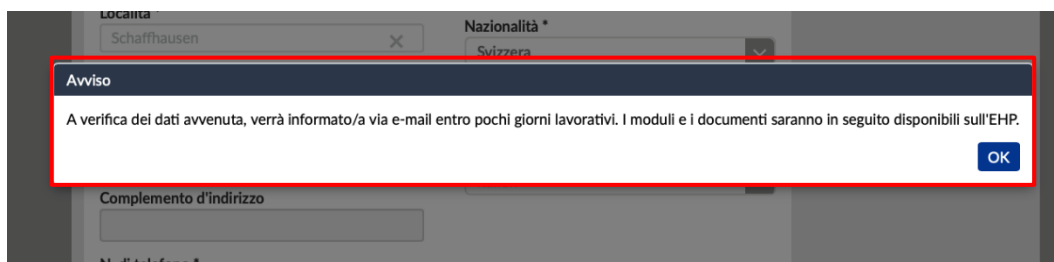 Località *
Nazionalità *
Schaffhausen
Svizzera
Avviso
A verifica dei dati avvenuta, verrà informato/a via e-mail entro pochi giorni lavorativi. I moduli e i documenti saranno in seguito disponibili sull'EHP.
OK
Complemento d'indirizzo